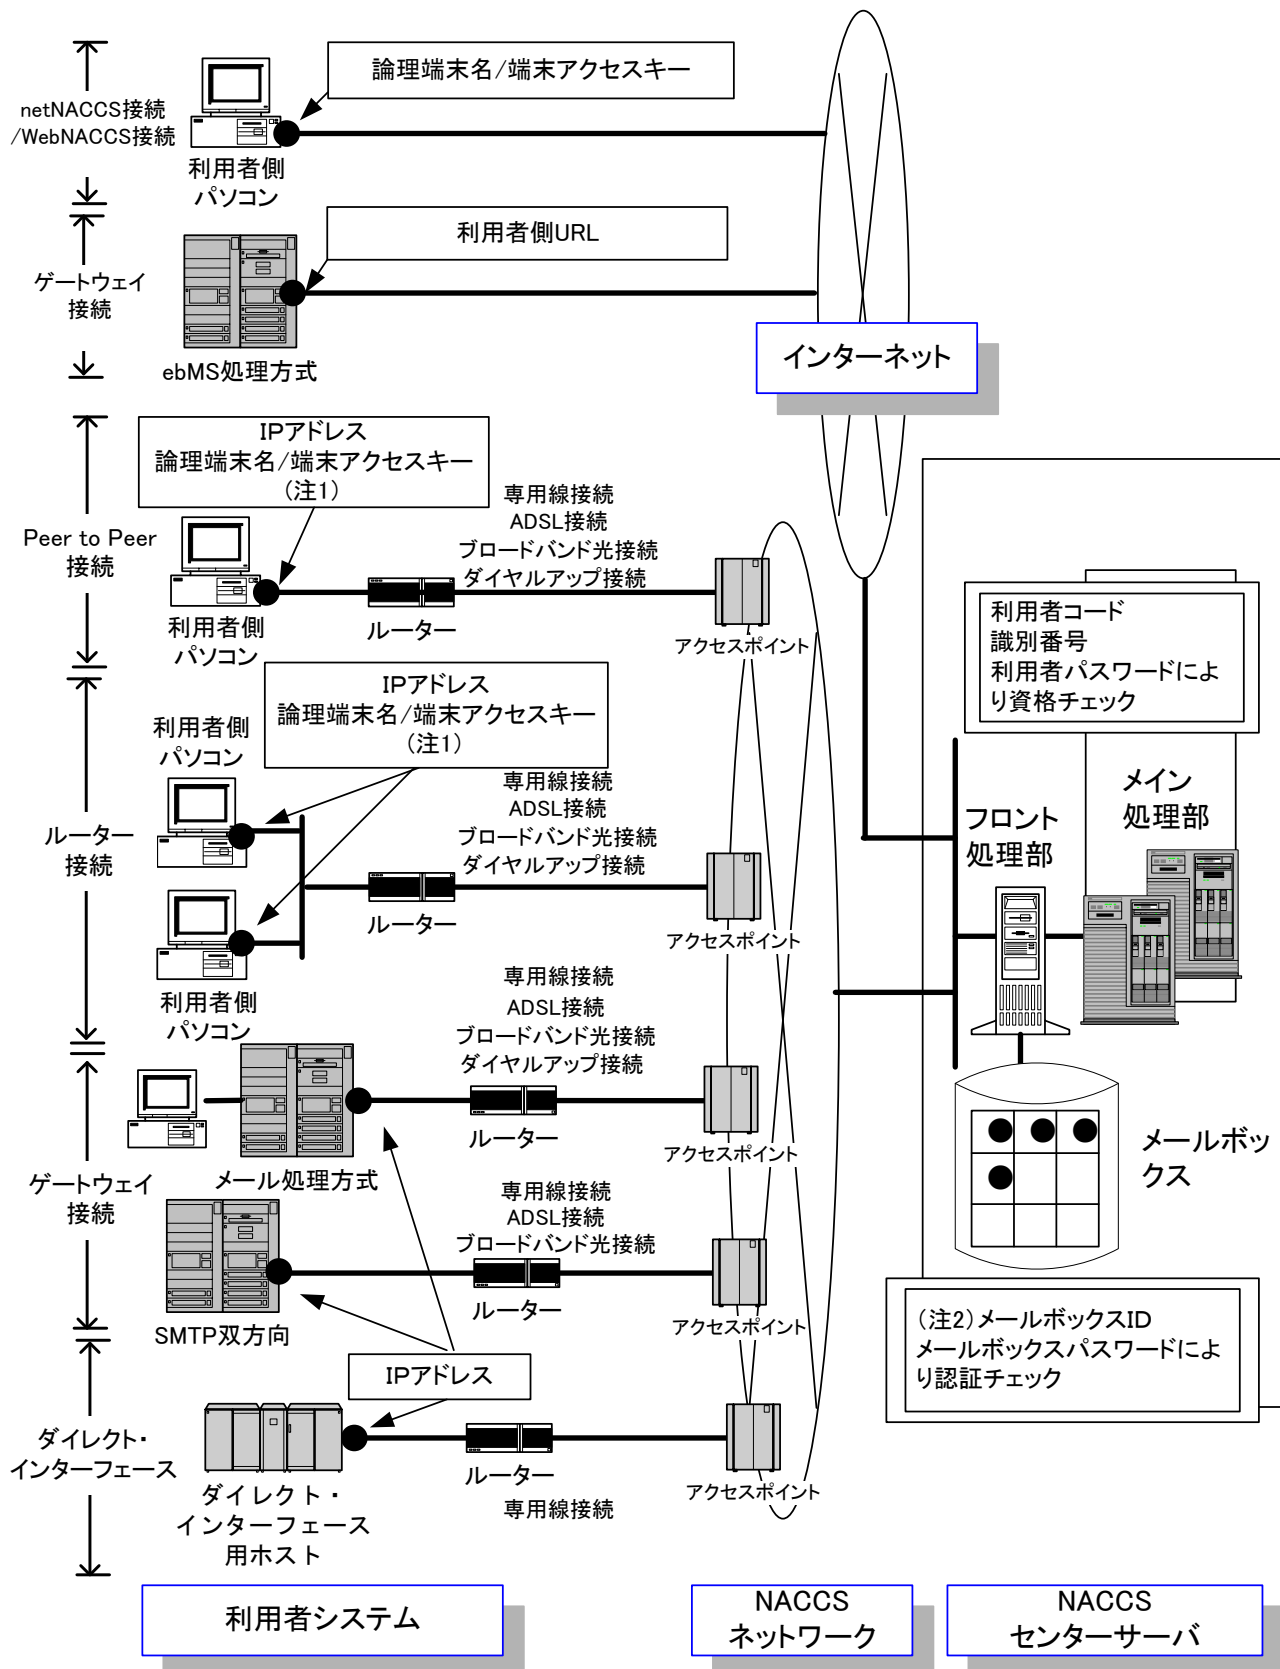 netNACCS接続
/WebNACCS接続
論理端末名/端末アクセスキー
利用者側
パソコン
ゲートウェイ
接続
利用者側URL
ebMS処理方式
インターネット
Peer to Peer
接続
IPアドレス
論理端末名/端末アクセスキー
(注1)
専用線接続
ADSL接続
ブロードバンド光接続
ダイヤルアップ接続
利用者側
パソコン
ルーター
アクセスポイント
ルーター
接続
IPアドレス
論理端末名/端末アクセスキー
(注1)
利用者側
パソコン
専用線接続
ADSL接続
ブロードバンド光接続
ダイヤルアップ接続
ルーター
アクセスポイント
利用者側
パソコン
専用線接続
ADSL接続
ブロードバンド光接続
ダイヤルアップ接続
ルーター
アクセスポイント
メール処理方式
ゲートウェイ
接続
専用線接続
ADSL接続
ブロードバンド光接続
ルーター
アクセスポイント
SMTP双方向
IPアドレス
ダイレクト・
インターフェース
ルーター
アクセスポイント
専用線接続
ダイレクト・
インターフェース
用ホスト
利用者コード
識別番号
利用者パスワードによ
り資格チェック
メイン
処理部
フロント
処理部
メールボッ
クス
(注2)メールボックスID
メールボックスパスワードによ
り認証チェック
利用者システム
NACCS
ネットワーク
NACCS
センターサーバ